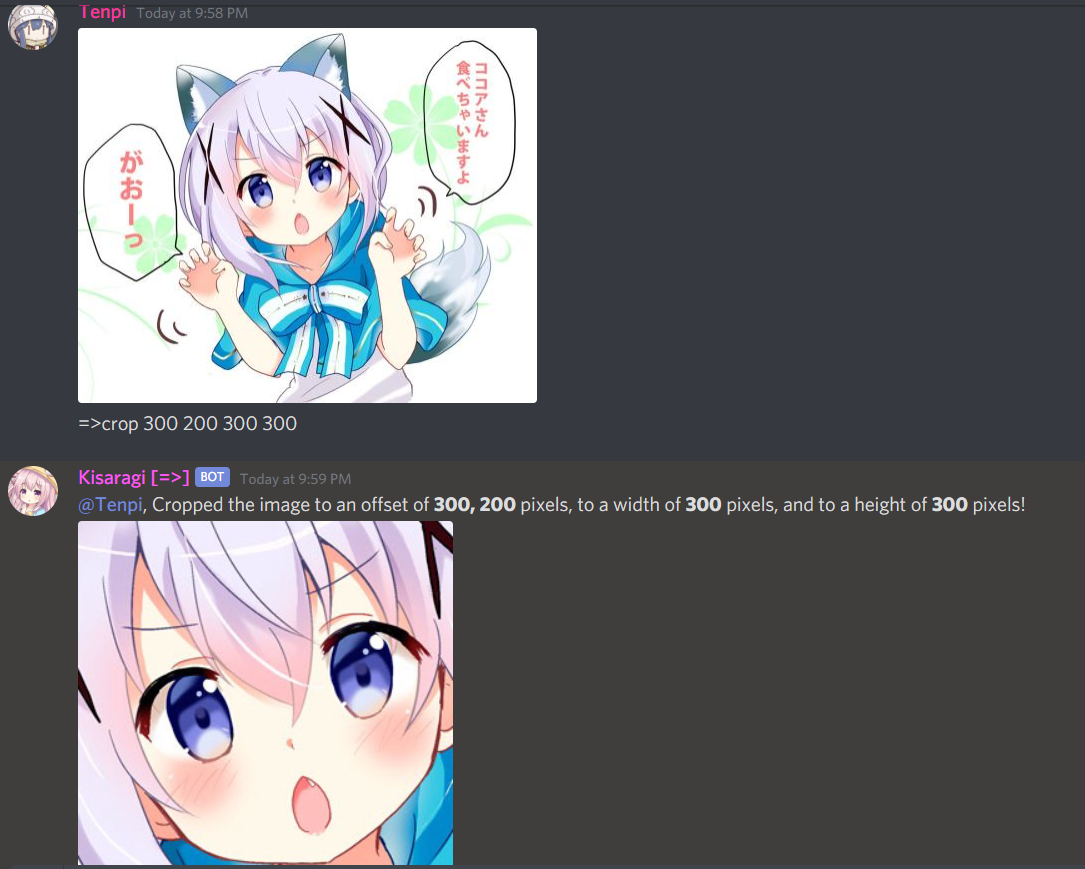 Tenpi Today at 9:58 PM
ココアさん
食べちゃいますよ
がおーっ
=>crop 300 200 300 300
Kisaragi [=>] BOT Today at 9:59 PM
@Tenpi, Cropped the image to an offset of 300, 200 pixels, to a width of 300 pixels, and to a height of 300 pixels!